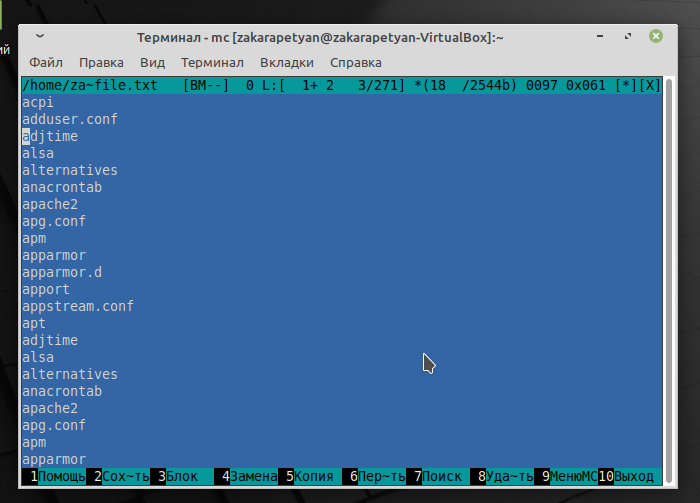 ий
Терминал - mc [zakarapetyan@zakarapetyan-VirtualBox]:~
Файл Правка Вид Терминал Вкладки Справка
/home/za~file.txt [BM--] 0 L:[ 1+ 2 3/271] *(18 /2544b) 0097 0x061 [*][X]
acpi
adduser.conf
adjtime
alsa
alternatives
anacrontab
apache2
apg.conf
apm
apparmor
apparmor.d
apport
appstream.conf
apt
adjtime
alsa
alternatives
anacrontab
apache2
apg.conf
apm
apparmor
1Помощь 2Сох~ть 3Блок 4Замена 5Копия 6Пер~ть 7Поиск 8Уда~ть 9МенюMC 10Выход